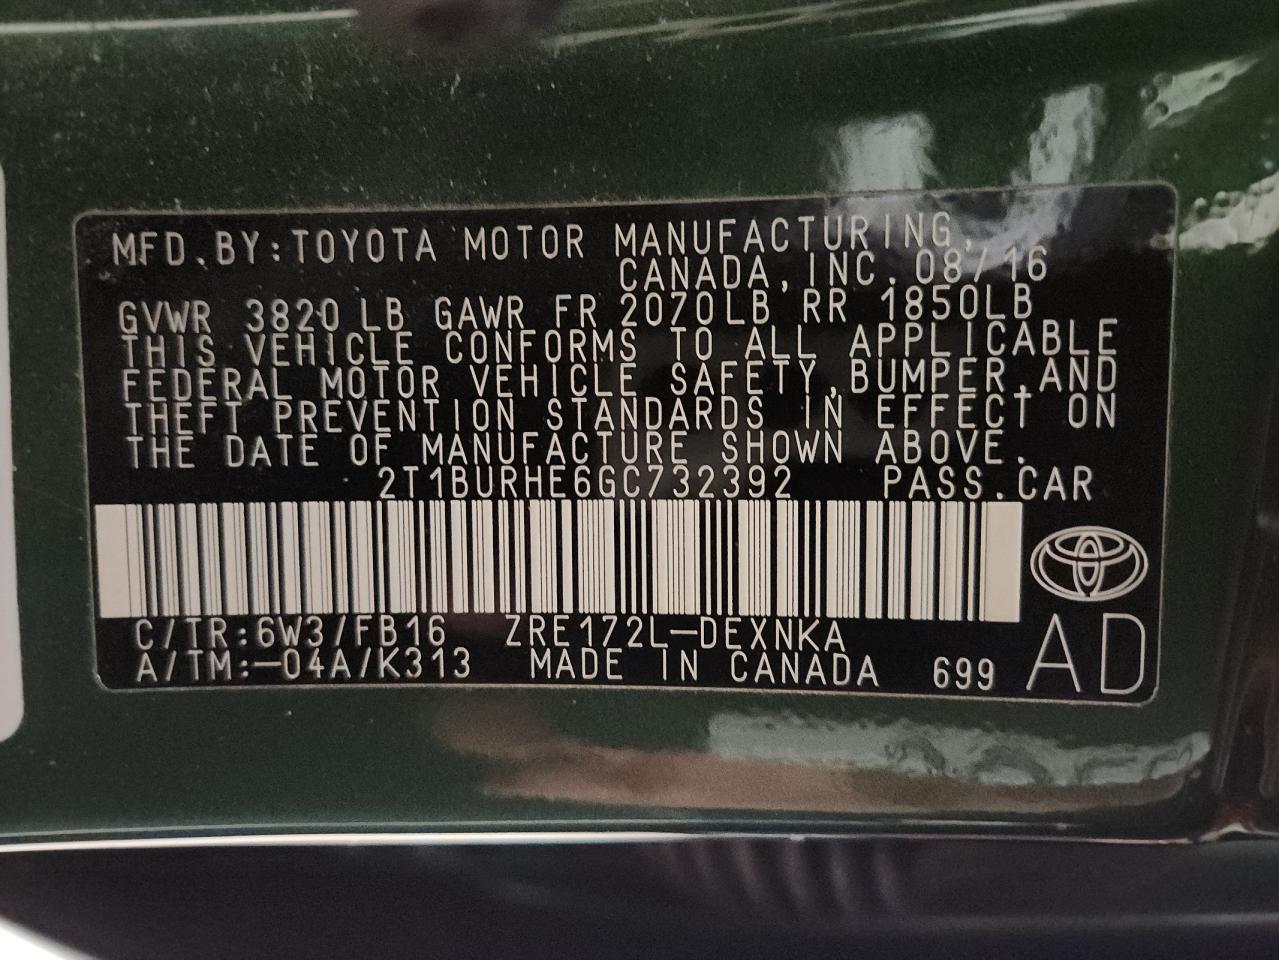 MFD.BY:TOYOTA MOTOR MANUFACTURING,
CANADA,INC.08/16
GVWR 3820 LB GAWR FR 2070LB RR 1850LB
THIS VEHICLE CONFORMS TO ALL APPLICABLE
FEDERAL MOTOR VEHICLE SAFETY,BUMPER,AND
THEFT PREVENTION STANDARDS IN EFFECT ON
THE DATE OF MANUFACTURE SHOWN ABOVE.
2T1BURHE6GC732392 PASS.CAR
C/TR:6W3/FB16 ZRE172L-DEXNKA
A/TM:-04A/K313 MADE IN CANADA 699 AD